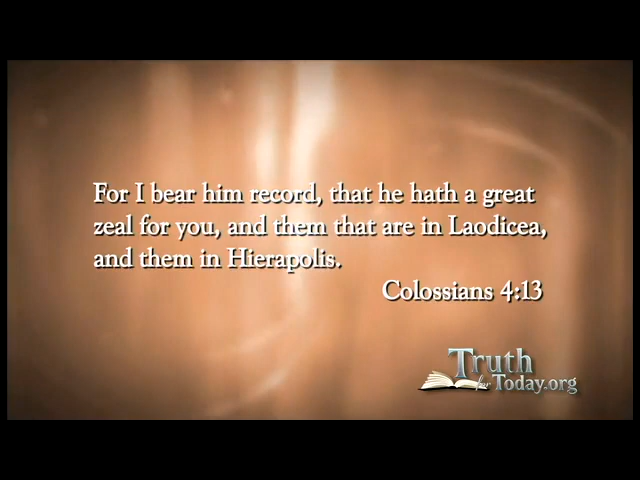 For I bear him record, that he hath a great
zeal for you, and them that are in Laodicea,
and them in Hierapolis.
Colossians 4:13
Truth
for Today.org